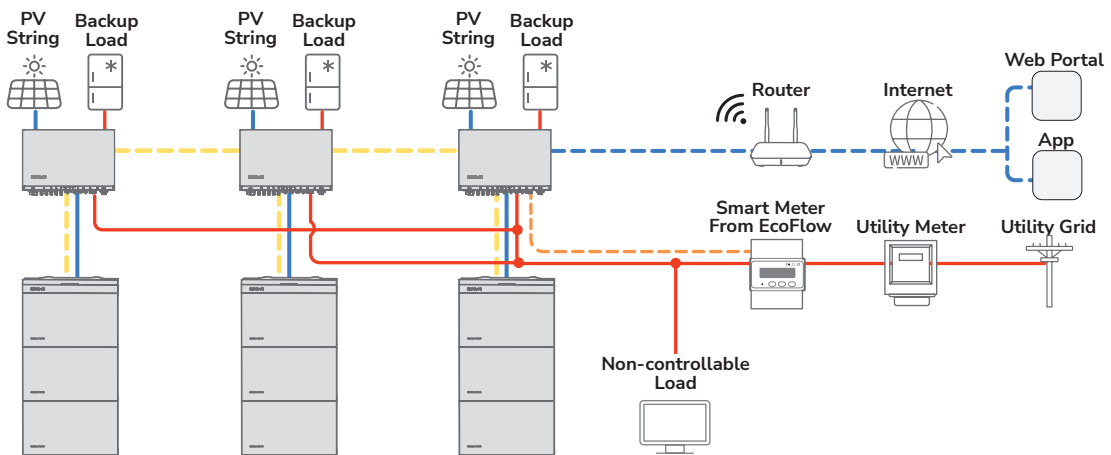 PV
String
Backup
Load
PV
String
Backup
Load
PV
String
Backup
Load
Router
Internet
WWW
Web Portal
App
Smart Meter
From EcoFlow
Utility Meter
Utility Grid
Non-controllable
Load